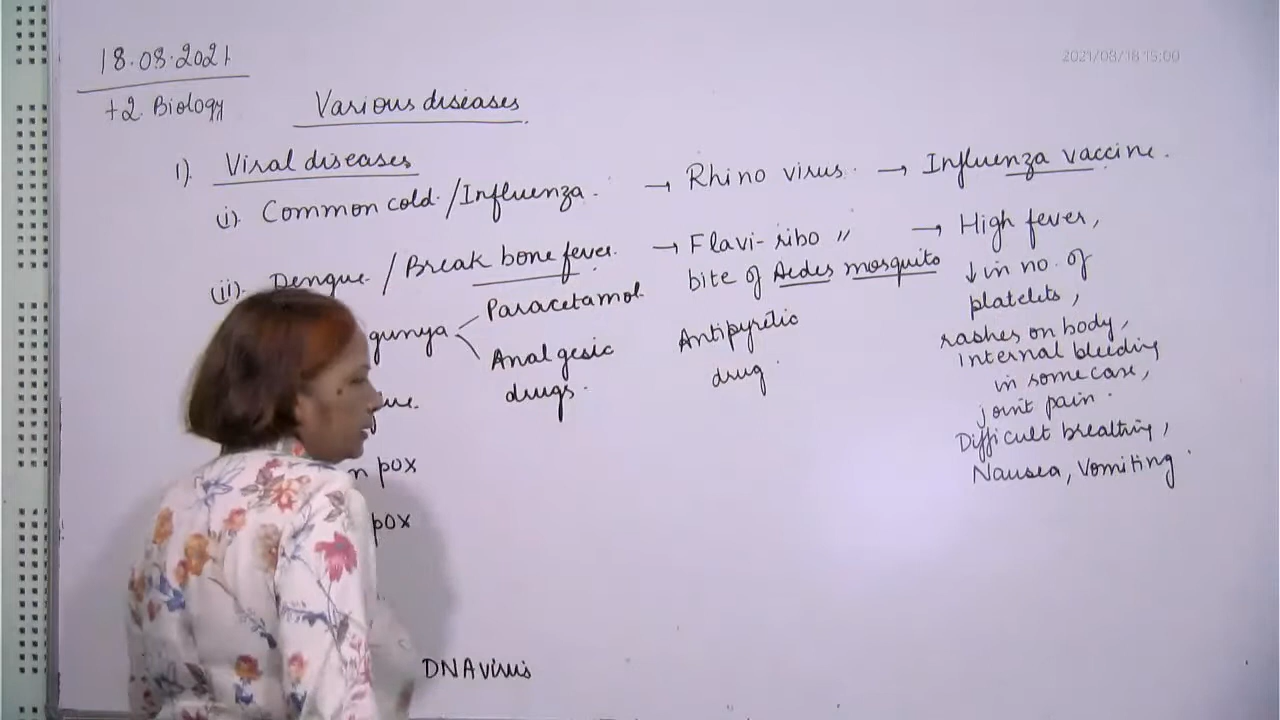 18.08.2021
2021/08/18 15:00
+2. Biology
Various diseases
1). Viral diseases
(i). Common cold / Influenza. → Rhino virus. → Influenza vaccine.
(ii). Dengue / Break bone fever. → Flavi-ribo " → High fever,
bite of Aedes mosquito ↓ in no. of
platelets,
gunya Paracetamol Antipyretic rashes on body,
Analgesic drug. internal bleeding
drugs. in some case,
joint pain.
Difficult breathing,
pox Nausea, Vomiting.
pox
DNA virus